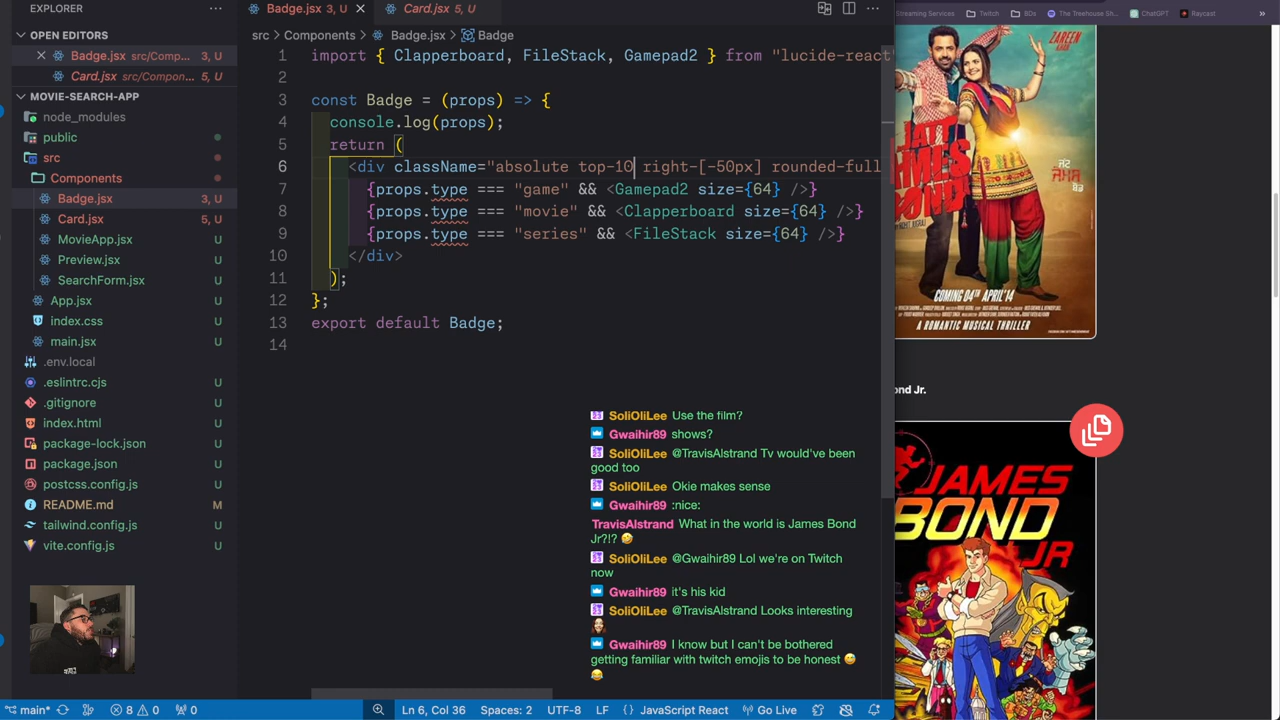 EXPLORER
Badge.jsx 3, U
Card.jsx 5, U
OPEN EDITORS
Badge.jsx src/Comp... 3, U
Card.jsx src/Compon... 5, U
MOVIE-SEARCH-APP
node_modules
public
src
Components
Badge.jsx 3, U
Card.jsx 5, U
MovieApp.jsx U
Preview.jsx U
SearchForm.jsx U
App.jsx U
index.css U
main.jsx U
.env.local
.eslintrc.cjs U
.gitignore U
index.html U
package-lock.json U
package.json U
postcss.config.js U
README.md M
tailwind.config.js U
vite.config.js U
src > Components > Badge.jsx > Badge
1 import { Clapperboard, FileStack, Gamepad2 } from "lucide-react
2
3 const Badge = (props) => {
4 console.log(props);
5 return (
6 <div className="absolute top-10 right-[-50px] rounded-full
7 {props.type === "game" && <Gamepad2 size={64} />}
8 {props.type === "movie" && <Clapperboard size={64} />}
9 {props.type === "series" && <FileStack size={64} />}
10 </div>
11 );
12 };
13 export default Badge;
14
SoliOliLee Use the film?
Gwaihir89 shows?
SoliOliLee @TravisAlstrand Tv would've been
good too
SoliOliLee Okie makes sense
Gwaihir89 :nice:
TravisAlstrand What in the world is James Bond
Jr?!?
SoliOliLee @Gwaihir89 Lol we're on Twitch
now
Gwaihir89 it's his kid
SoliOliLee @TravisAlstrand Looks interesting
Gwaihir89 I know but I can't be bothered
getting familiar with twitch emojis to be honest
main* 8 0 0
Ln 6, Col 36 Spaces: 2 UTF-8 LF {} JavaScript React Go Live
Streaming Services Twitch BDs The Treehouse Sh... ChatGPT Raycast
ZAREEN
KHAN
JATT
JAMES
BOND
ਜੱਟ
COMING 04TH APRIL'14
A ROMANTIC MUSICAL THRILLER
ond Jr.
JAMES
BOND
JR